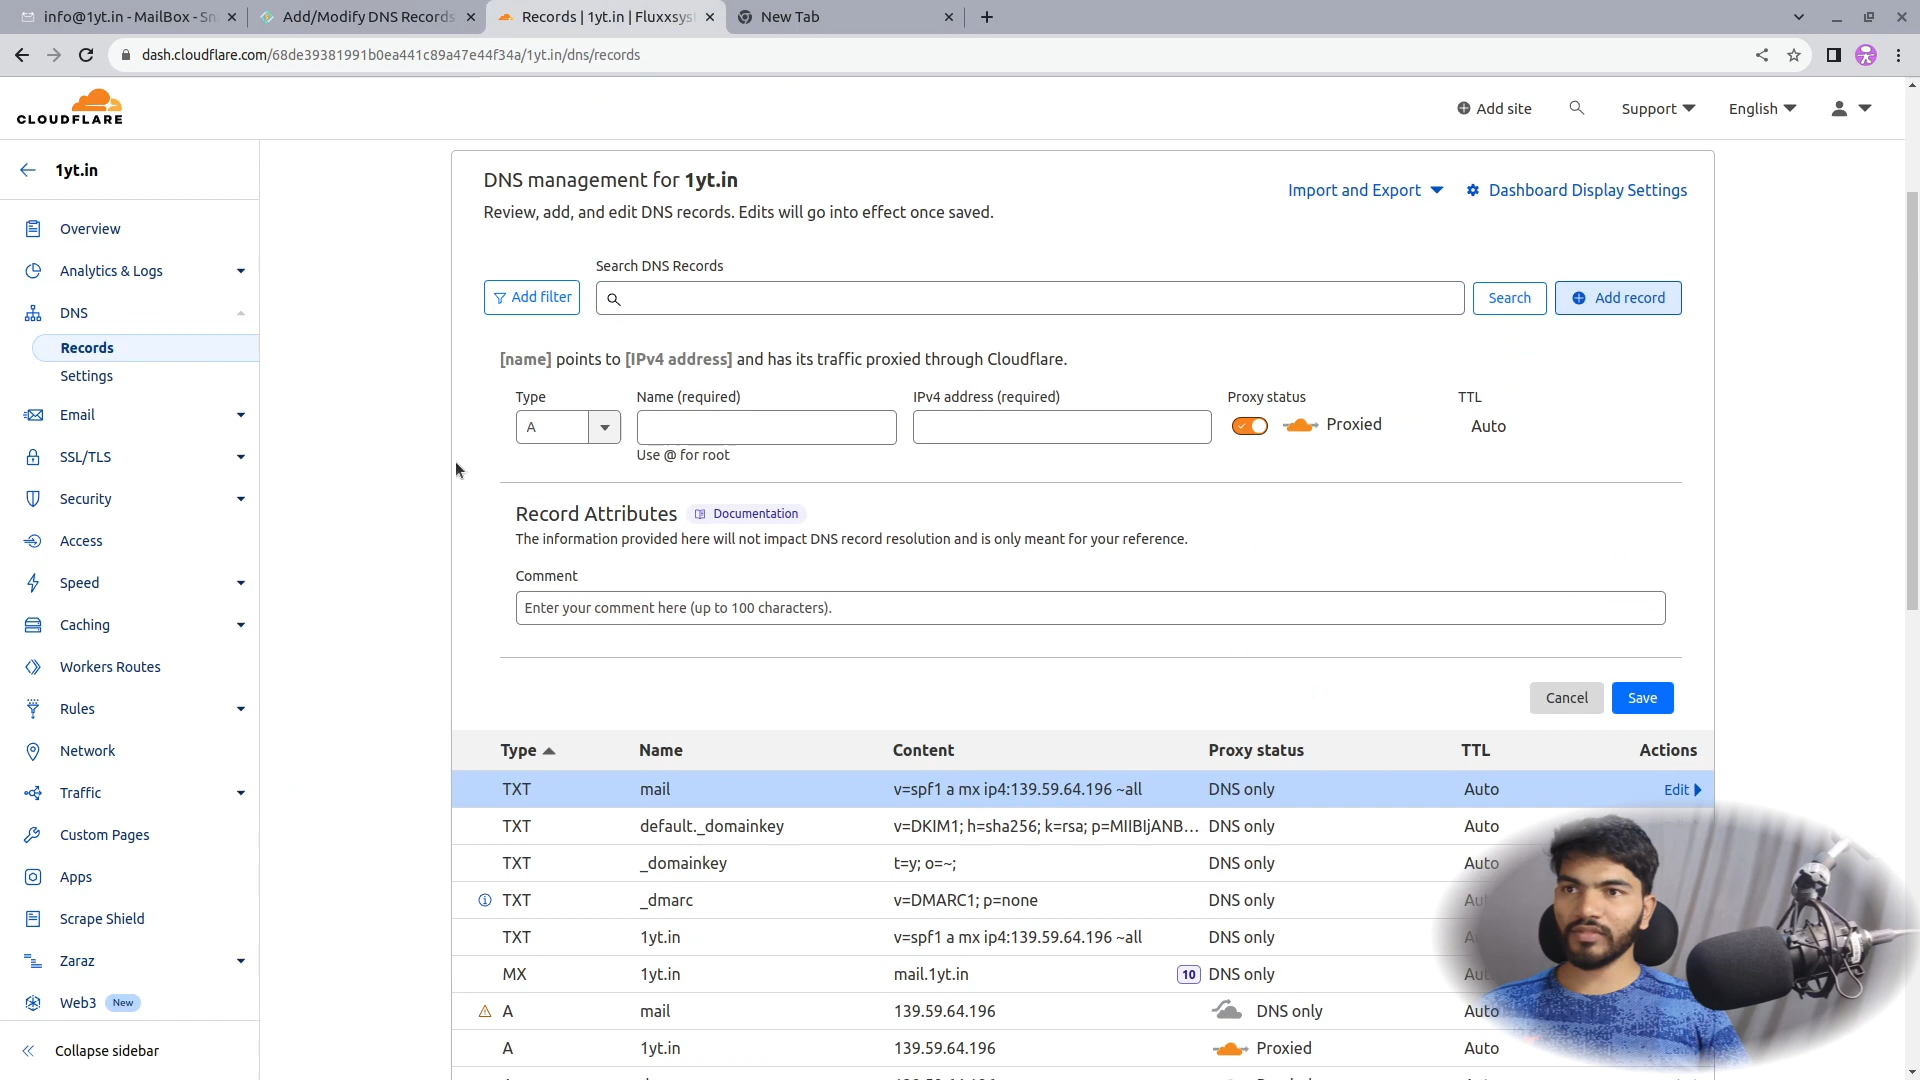 info@1yt.in - MailBox - Sn
Add/Modify DNS Records
Records | 1yt.in | Fluxxsys
New Tab
dash.cloudflare.com/68de39381991b0ea441c89a47e44f34a/1yt.in/dns/records
CLOUDFLARE
Add site
Support
English
1yt.in
Overview
Analytics & Logs
DNS
Records
Settings
Email
SSL/TLS
Security
Access
Speed
Caching
Workers Routes
Rules
Network
Traffic
Custom Pages
Apps
Scrape Shield
Zaraz
Web3 New
Collapse sidebar
DNS management for 1yt.in
Review, add, and edit DNS records. Edits will go into effect once saved.
Import and Export
Dashboard Display Settings
Search DNS Records
Add filter
Search
Add record
[name] points to [IPv4 address] and has its traffic proxied through Cloudflare.
Type Name (required) IPv4 address (required) Proxy status TTL
A Proxied Auto
Use @ for root
Record Attributes Documentation
The information provided here will not impact DNS record resolution and is only meant for your reference.
Comment
Enter your comment here (up to 100 characters).
Cancel Save
Type Name Content Proxy status TTL Actions
TXT mail v=spf1 a mx ip4:139.59.64.196 ~all DNS only Auto Edit
TXT default._domainkey v=DKIM1; h=sha256; k=rsa; p=MIIBIjANB... DNS only Auto
TXT _domainkey t=y; o=~; DNS only Auto
TXT _dmarc v=DMARC1; p=none DNS only
TXT 1yt.in v=spf1 a mx ip4:139.59.64.196 ~all DNS only
MX 1yt.in mail.1yt.in 10 DNS only
A mail 139.59.64.196 DNS only Auto
A 1yt.in 139.59.64.196 Proxied Auto